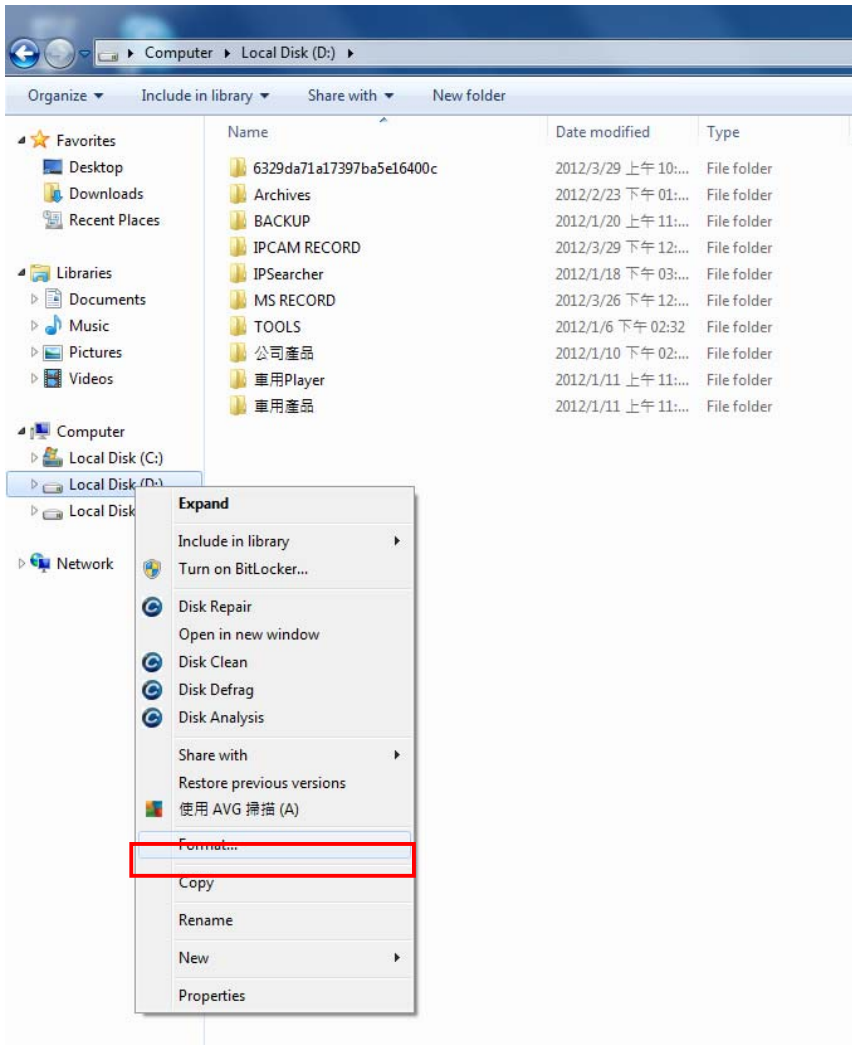 Computer ▸ Local Disk (D:) ▸
Organize Include in library Share with New folder
Name Date modified Type
Favorites
Desktop
Downloads
Recent Places
Libraries
Documents
Music
Pictures
Videos
Computer
Local Disk (C:)
Local Disk (D:)
Local Disk
Network
6329da71a17397ba5e16400c 2012/3/29 上午 10:... File folder
Archives 2012/2/23 下午 01:... File folder
BACKUP 2012/1/20 上午 11:... File folder
IPCAM RECORD 2012/3/29 下午 12:... File folder
IPSearcher 2012/1/18 下午 03:... File folder
MS RECORD 2012/3/26 下午 12:... File folder
TOOLS 2012/1/6 下午 02:32 File folder
公司產品 2012/1/10 下午 02:... File folder
車用Player 2012/1/11 上午 11:... File folder
車用產品 2012/1/11 上午 11:... File folder
Expand
Include in library
Turn on BitLocker...
Disk Repair
Open in new window
Disk Clean
Disk Defrag
Disk Analysis
Share with
Restore previous versions
使用 AVG 掃描 (A)
Format...
Copy
Rename
New
Properties